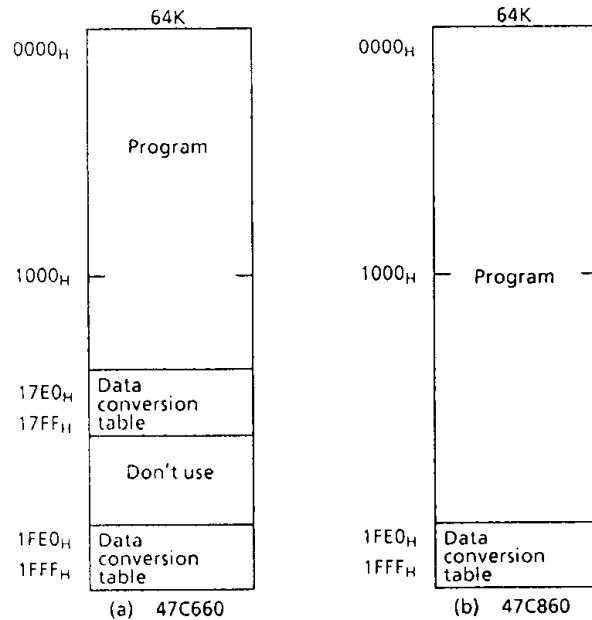 64K
0000H
Program
1000H
17E0H
17FFH
Data
conversion
table
Don't use
1FE0H
1FFFH
Data
conversion
table
(a) 47C660
64K
0000H
1000H
Program
1FE0H
1FFFH
Data
conversion
table
(b) 47C860